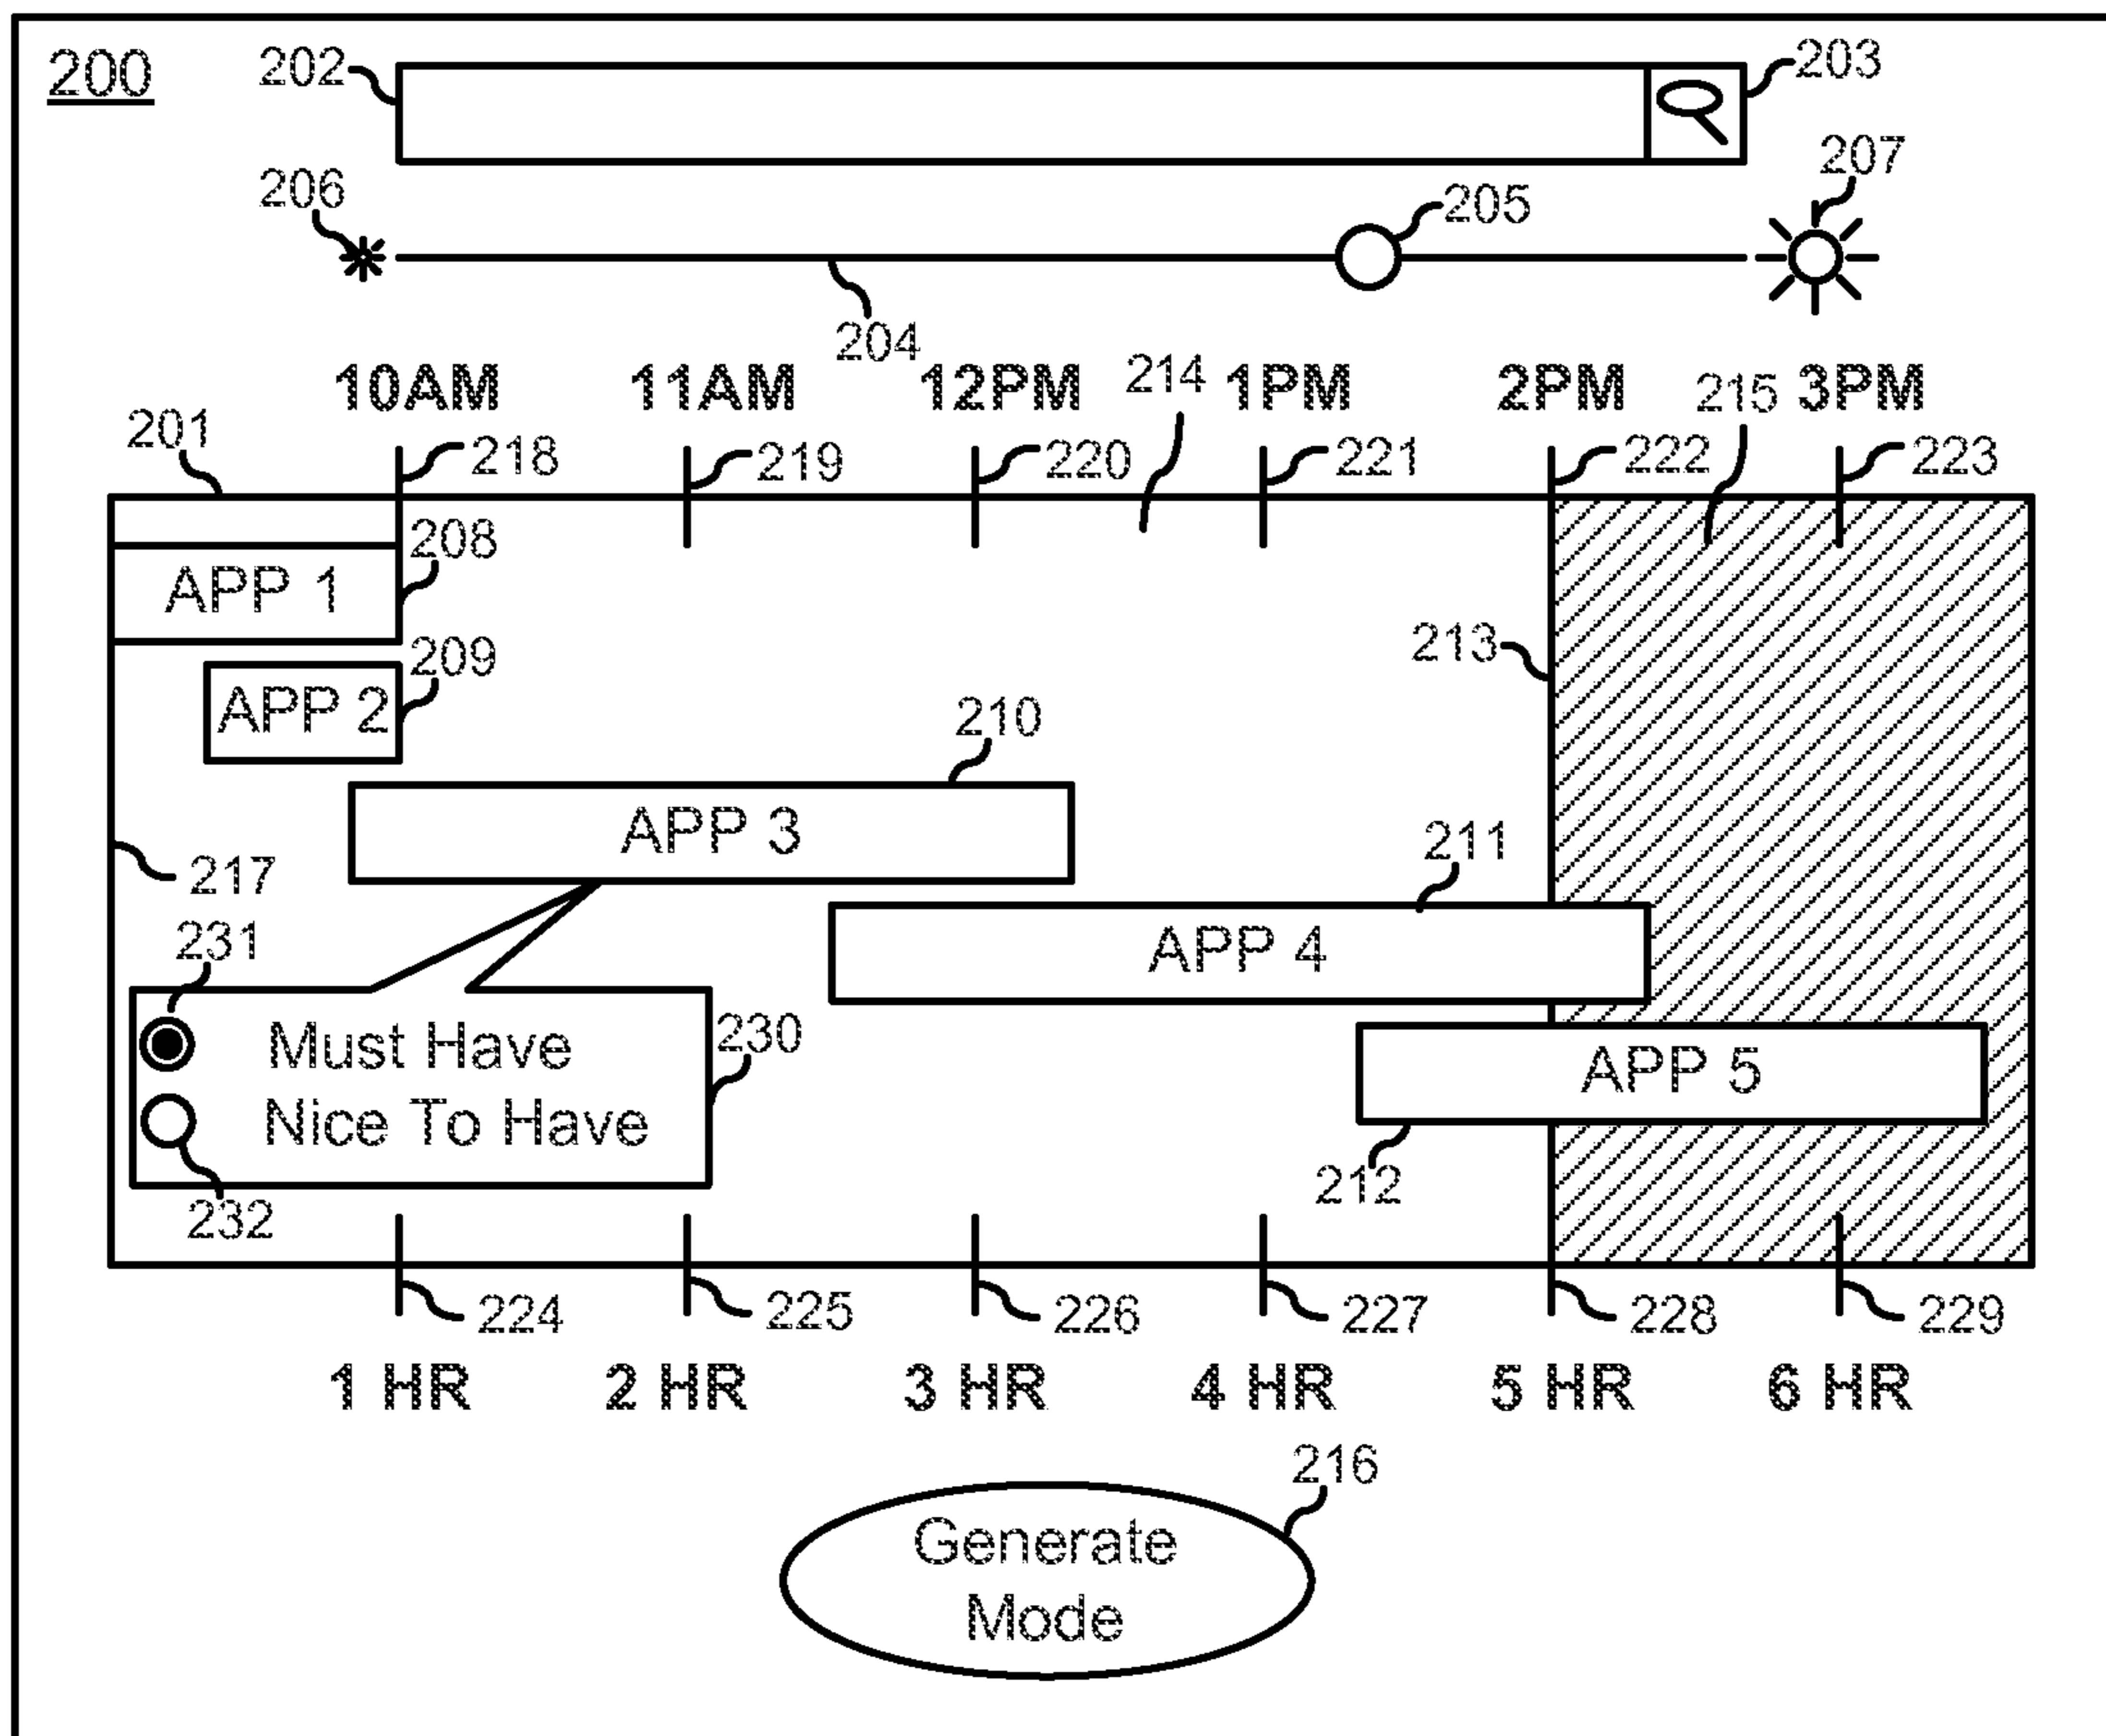 200
202
203
206
205
207
204
10AM 11AM 12PM 214 1PM 2PM 215 3PM
201
218 219 220 221 222 223
208
APP 1
209
APP 2
213
210
APP 3
211
217
231
APP 4
Must Have
230
APP 5
Nice To Have
212
232
224 225 226 227 228 229
1 HR 2 HR 3 HR 4 HR 5 HR 6 HR
216
Generate
Mode